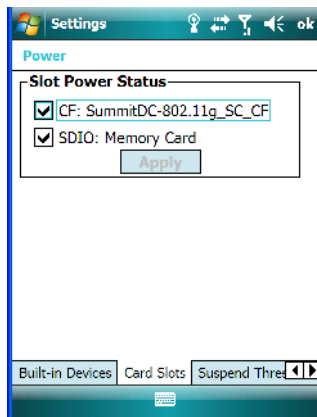 Settings ok
Power
Slot Power Status
CF: SummitDC-802.11g_SC_CF
SDIO: Memory Card
Apply
Built-in Devices Card Slots Suspend Thres